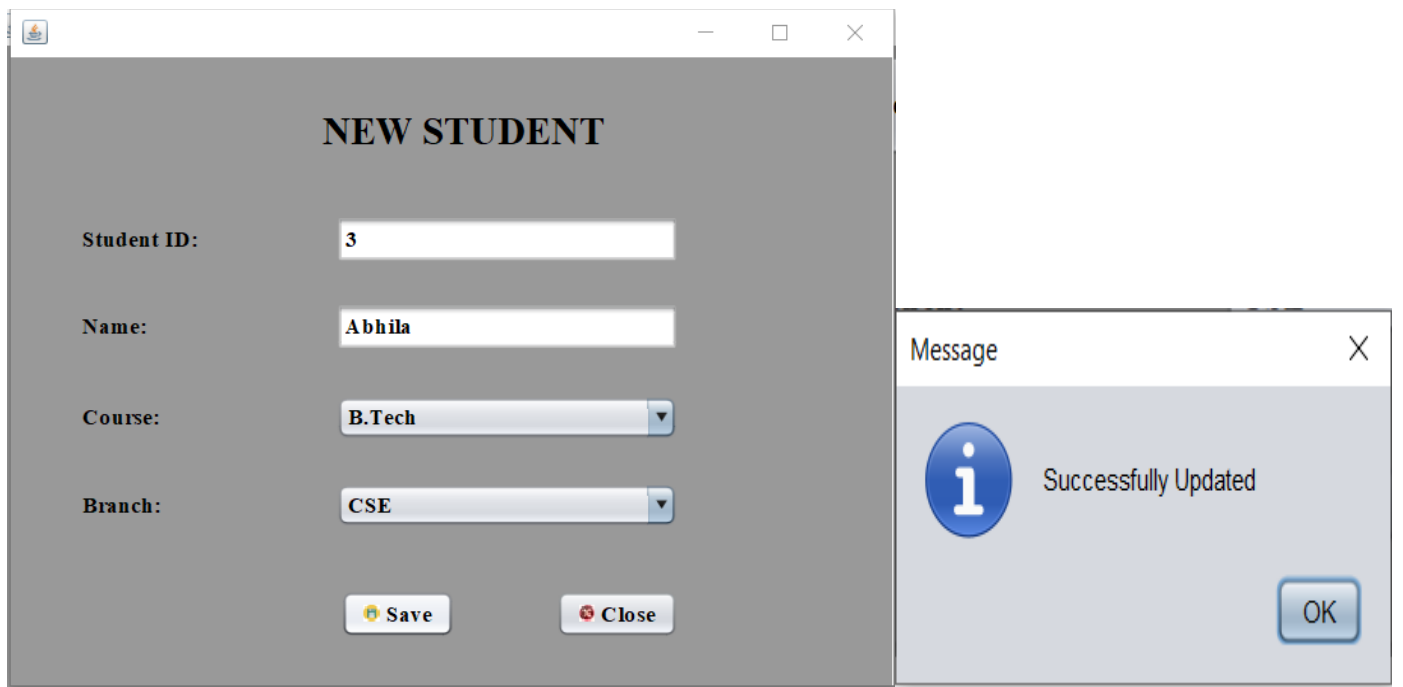 NEW STUDENT
Student ID: 3
Name: Abhila
Course: B.Tech
Branch: CSE
Save Close
Message X
Successfully Updated
OK